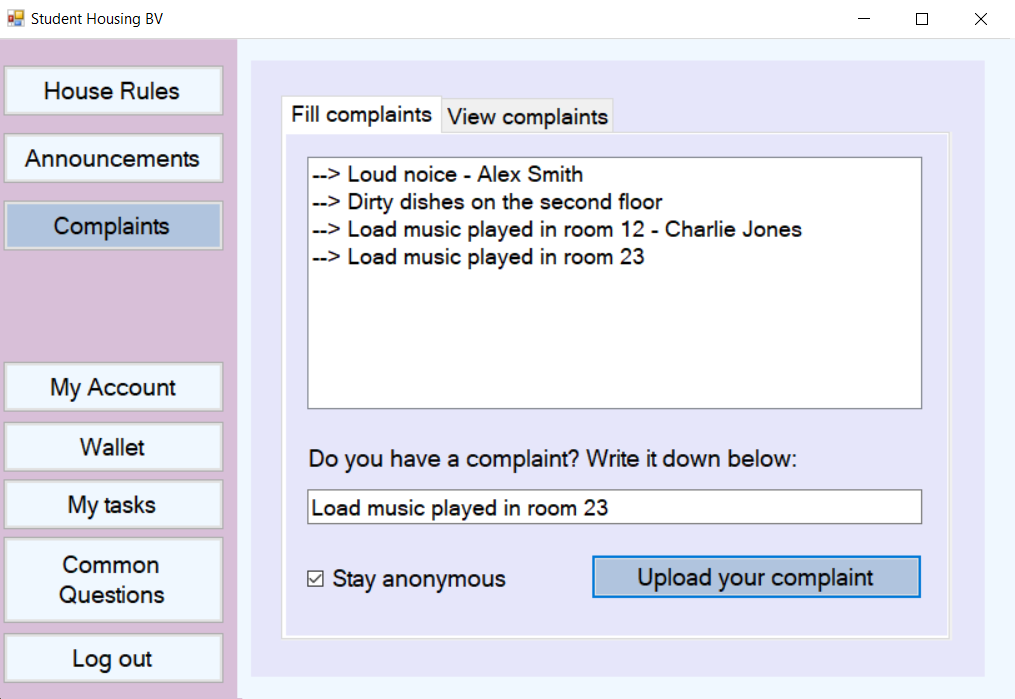 Student Housing BV
House Rules
Announcements
Complaints
My Account
Wallet
My tasks
Common
Questions
Log out
Fill complaints
View complaints
--> Loud noice - Alex Smith
--> Dirty dishes on the second floor
--> Load music played in room 12 - Charlie Jones
--> Load music played in room 23
Do you have a complaint? Write it down below:
Load music played in room 23
Stay anonymous
Upload your complaint